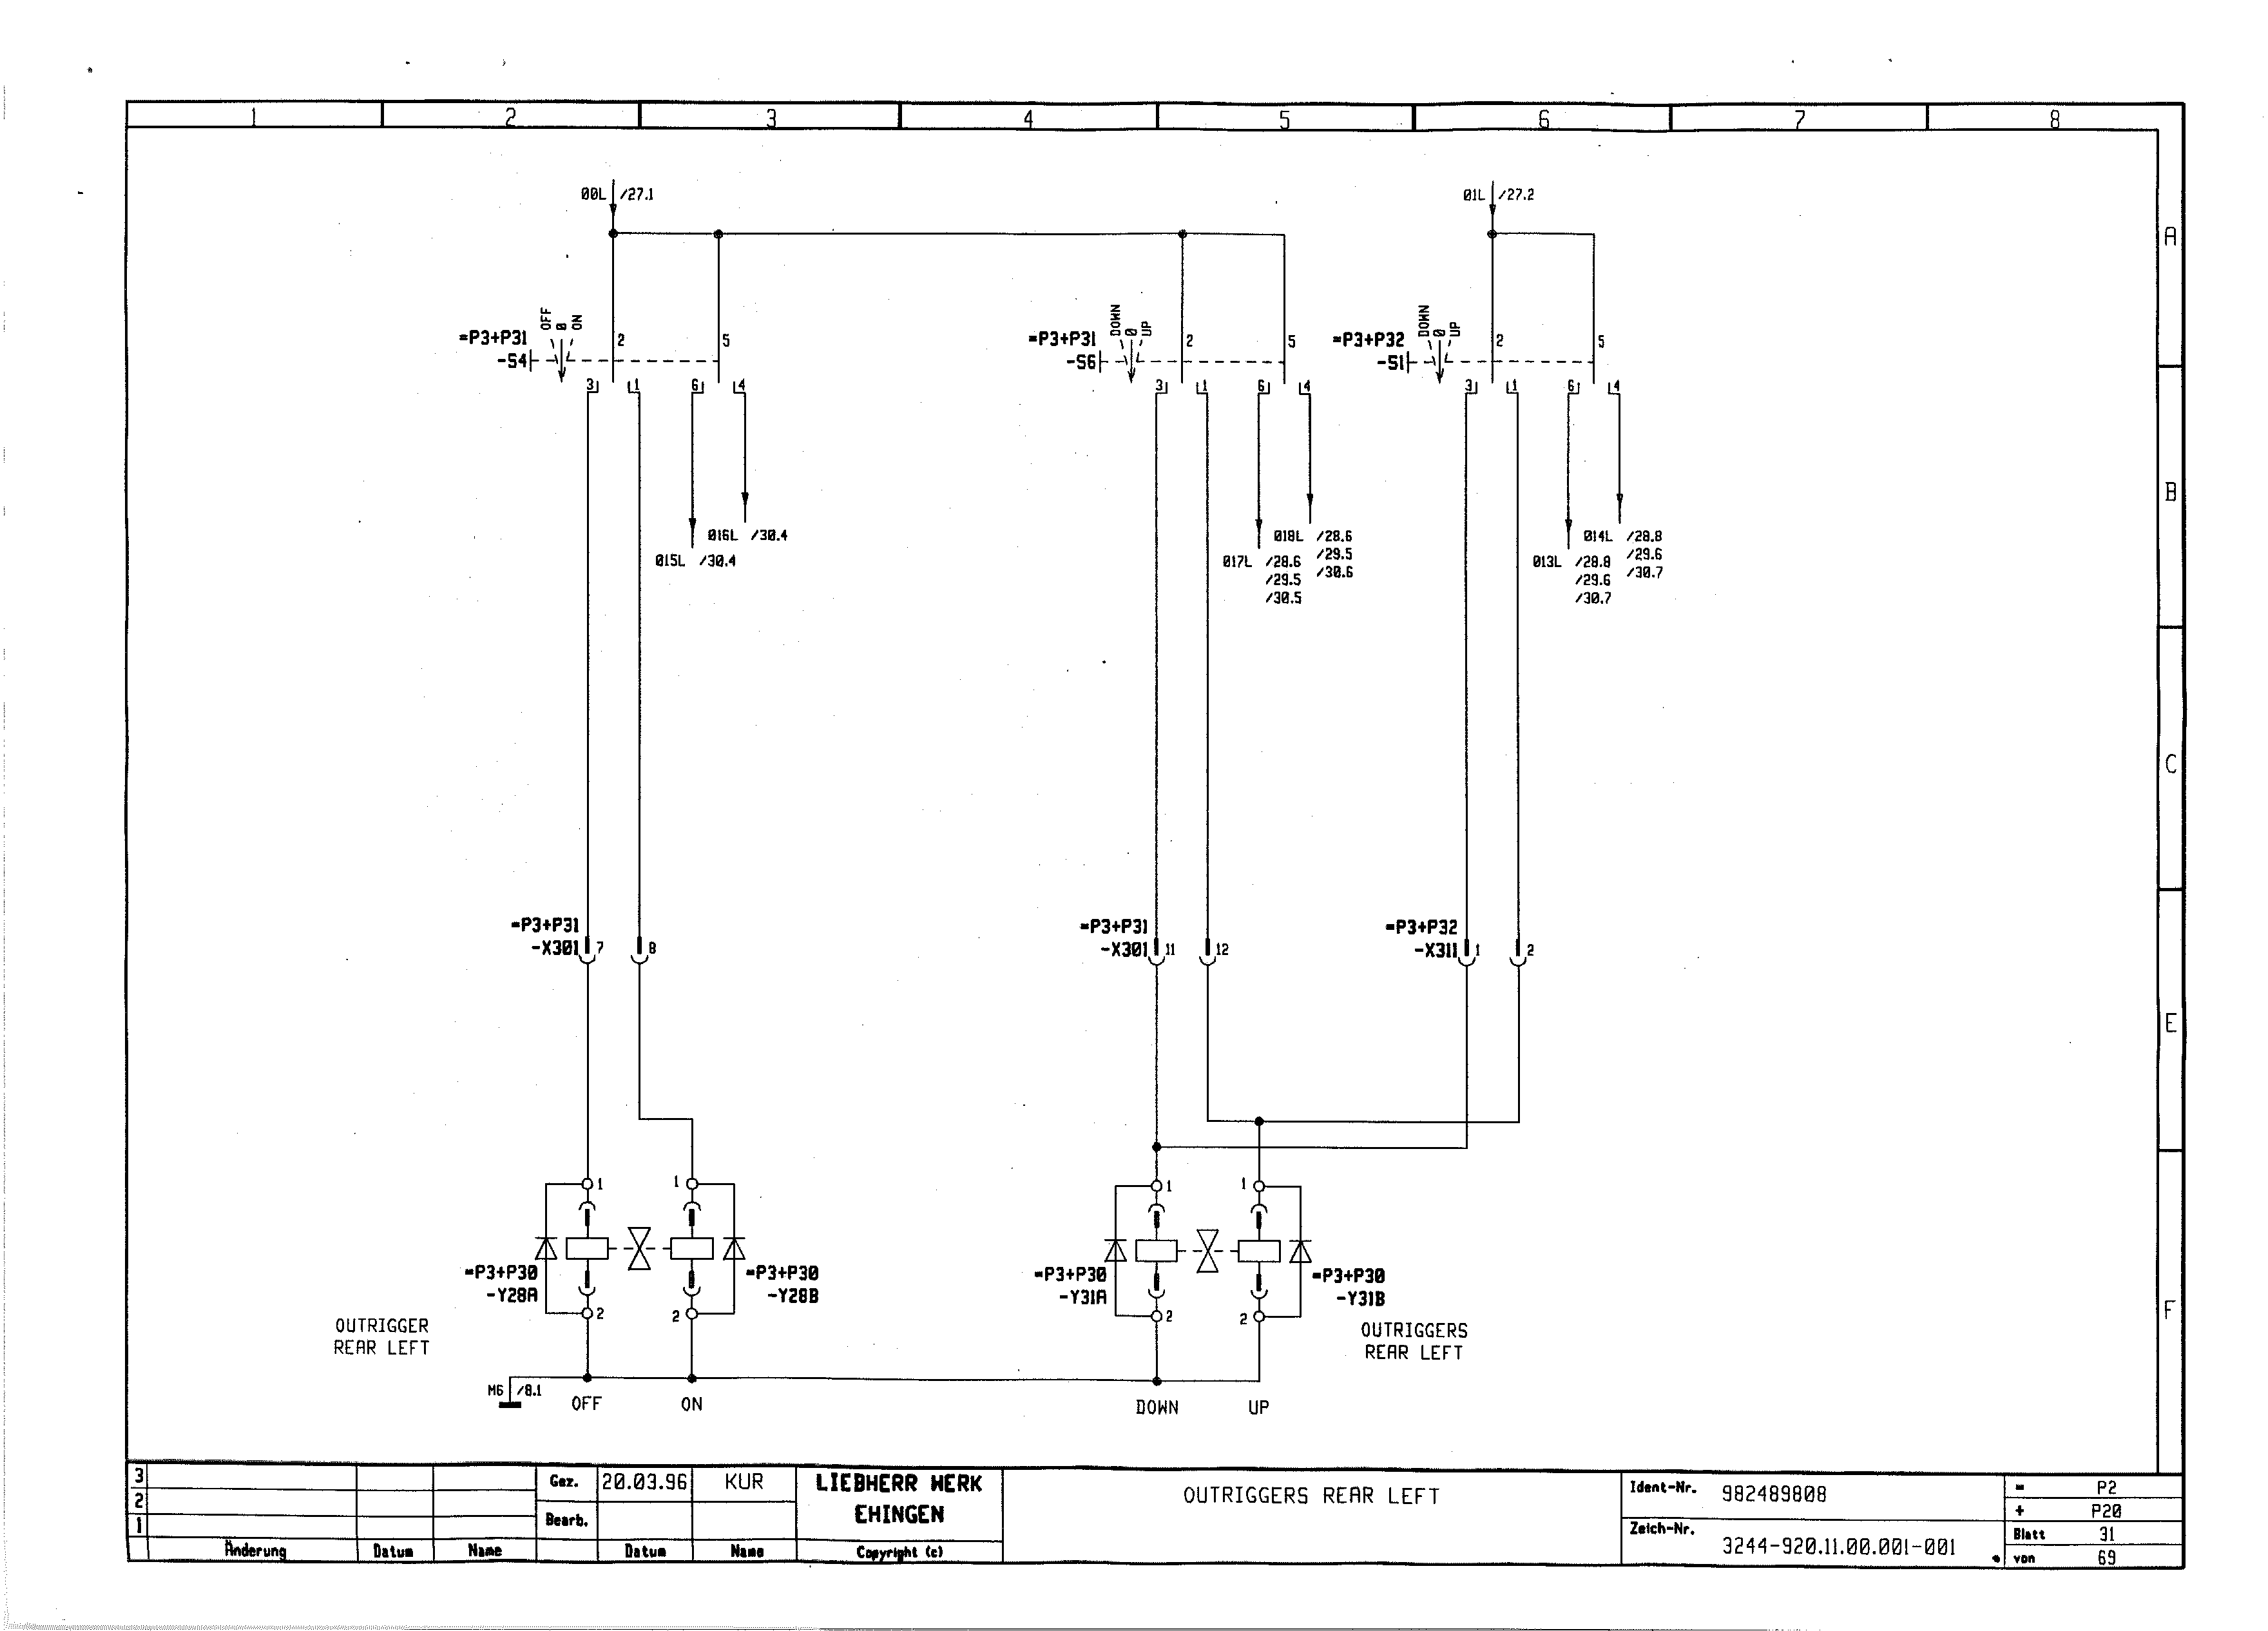 1 2 3 4 5 6 7 8
00L /27.1
01L /27.2
A
OFF 0 ON
DOWN 0 UP
DOWN 0 UP
=P3+P31
-S4
2
5
=P3+P31
-S6
2
5
=P3+P32
-S1
2
5
3 1 6 4
3 1 6 4
3 1 6 4
B
016L /30.4
015L /30.4
018L /28.6
/29.5
/30.6
017L /28.6
/29.5
/30.5
014L /28.8
/29.6
/30.7
013L /28.8
/29.6
/30.7
C
=P3+P31
-X301 7 8
=P3+P31
-X301 11 12
=P3+P32
-X311 1 2
E
1 1
1 1
=P3+P30
-Y28A
=P3+P30
-Y28B
=P3+P30
-Y31A
=P3+P30
-Y31B
2 2
2 2
F
OUTRIGGER
REAR LEFT
OUTRIGGERS
REAR LEFT
M6 /8.1
OFF
ON
DOWN
UP
3
2
1
Änderung
Datum
Name
Gez. 20.03.96 KUR
Bearb.
Datum
Name
LIEBHERR WERK
EHINGEN
Copyright (c)
OUTRIGGERS REAR LEFT
Ident-Nr. 982489808
Zeich-Nr. 3244-920.11.00.001-001
= P2
+ P20
Blatt 31
von 69